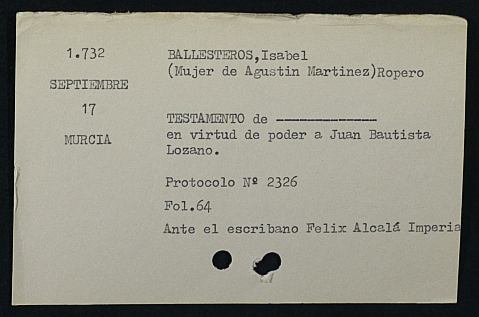 1.732
SEPTIEMBRE
17
MURCIA
BALLESTEROS,Isabel
(Mujer de Agustin Martinez)Ropero
TESTAMENTO de -------------
en virtud de poder a Juan Bautista
Lozano.
Protocolo Nº 2326
Fol.64
Ante el escribano Felix Alcalá Imperia